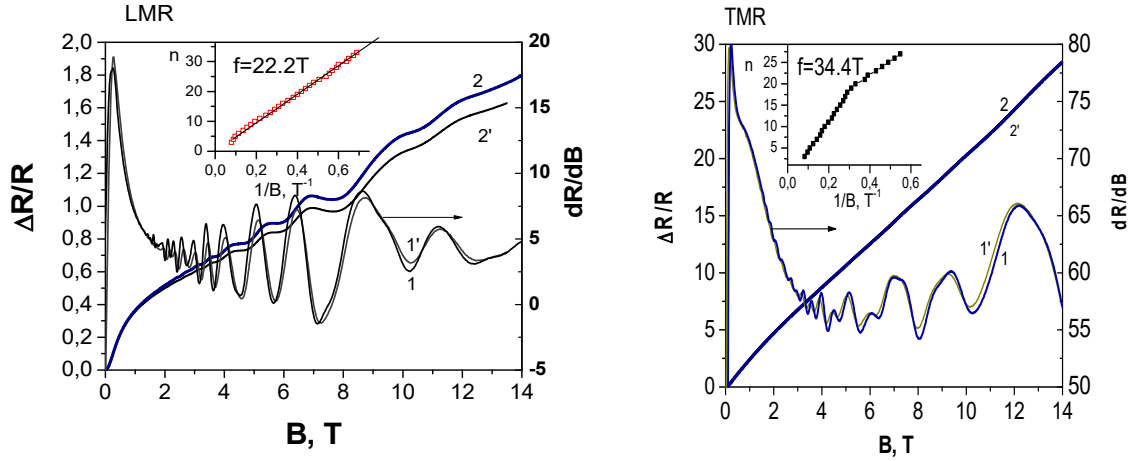 LMR
ΔR/R
2,0
1,8
1,6
1,4
1,2
1,0
0,8
0,6
0,4
0,2
0,0
0 2 4 6 8 10 12 14
B, T
20
15
10
5
0
-5
dR/dB
n
30
20
10
0
0,0 0,2 0,4 0,6
1/B, T⁻¹
f=22.2T
2
2'
1'
1
TMR
ΔR/R
30
25
20
15
10
5
0
0 2 4 6 8 10 12 14
B, T
80
75
70
65
60
55
50
dR/dB
n
25
20
15
10
5
0,0 0,2 0,4 0,6
1/B, T⁻¹
f=34.4T
2
2'
1'
1